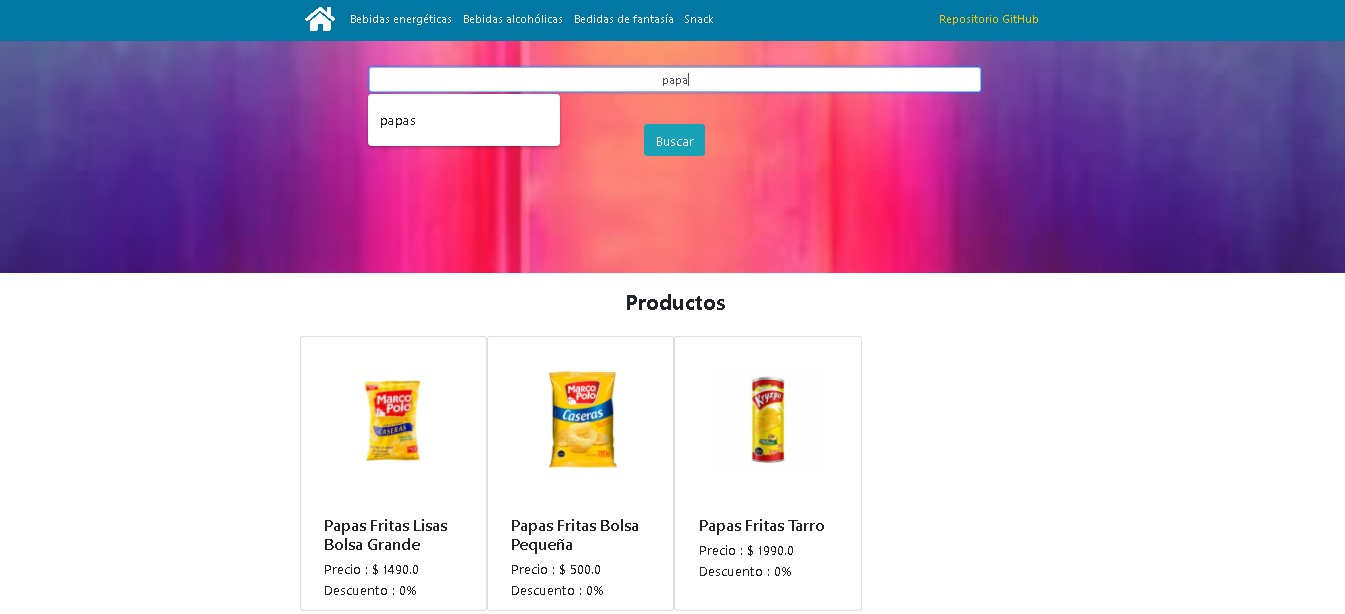 Bebidas energéticas Bebidas alcohólicas Bedidas de fantasía Snack Repositorio GitHub
papa
papas
Buscar
Productos
MARCO
POLO
CASERAS
MARCO
POLO
Caseras
Kryzpo
Papas Fritas Lisas
Bolsa Grande
Precio : $ 1490.0
Descuento : 0%
Papas Fritas Bolsa
Pequeña
Precio : $ 500.0
Descuento : 0%
Papas Fritas Tarro
Precio : $ 1990.0
Descuento : 0%